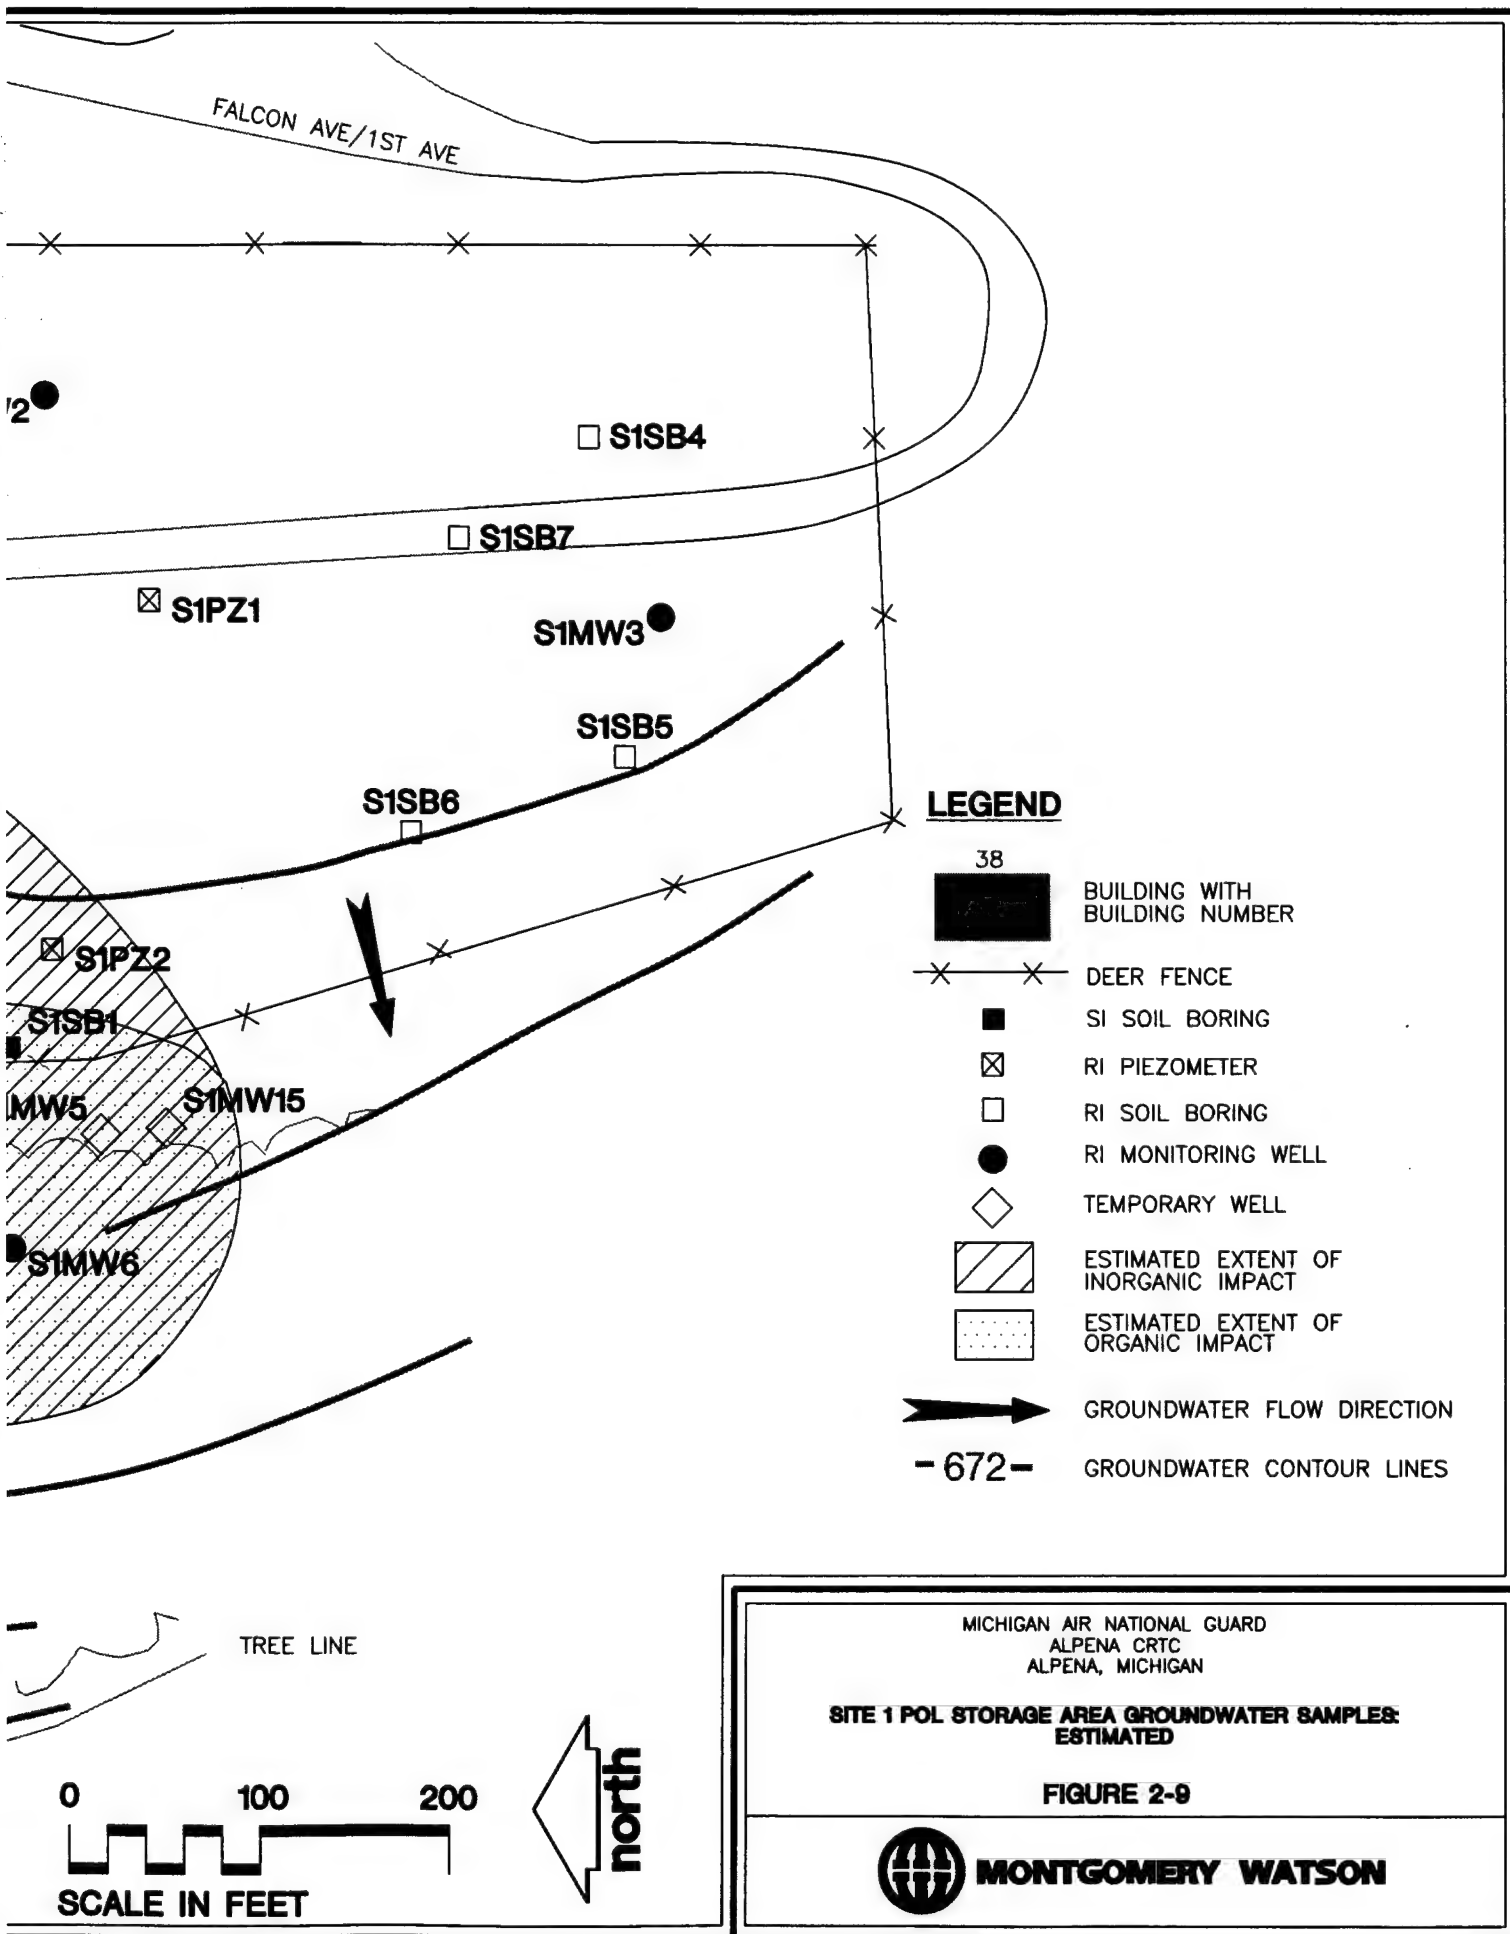 FALCON AVE/1ST AVE
S1SB4
S1SB7
S1PZ1
S1MW3
S1SB5
S1SB6
S1PZ2
S1SB1
S1MW15
MW5
S1MW6
LEGEND
38
BUILDING WITH
BUILDING NUMBER
DEER FENCE
SI SOIL BORING
RI PIEZOMETER
RI SOIL BORING
RI MONITORING WELL
TEMPORARY WELL
ESTIMATED EXTENT OF
INORGANIC IMPACT
ESTIMATED EXTENT OF
ORGANIC IMPACT
GROUNDWATER FLOW DIRECTION
-672- GROUNDWATER CONTOUR LINES
TREE LINE
0 100 200
SCALE IN FEET
north
MICHIGAN AIR NATIONAL GUARD
ALPENA CRTC
ALPENA, MICHIGAN
SITE 1 POL STORAGE AREA GROUNDWATER SAMPLES:
ESTIMATED
FIGURE 2-9
MONTGOMERY WATSON